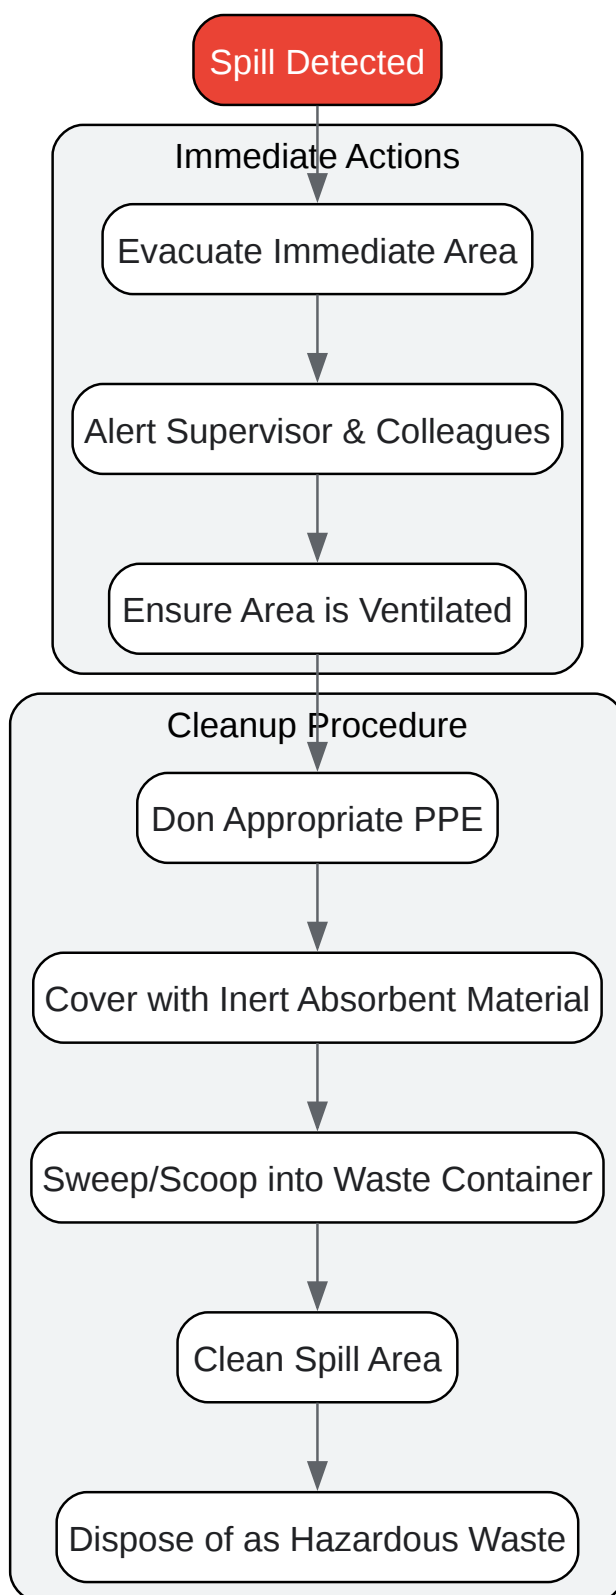 Spill Detected
Immediate Actions
Evacuate Immediate Area
Alert Supervisor & Colleagues
Ensure Area is Ventilated
Cleanup Procedure
Don Appropriate PPE
Cover with Inert Absorbent Material
Sweep/Scoop into Waste Container
Clean Spill Area
Dispose of as Hazardous Waste